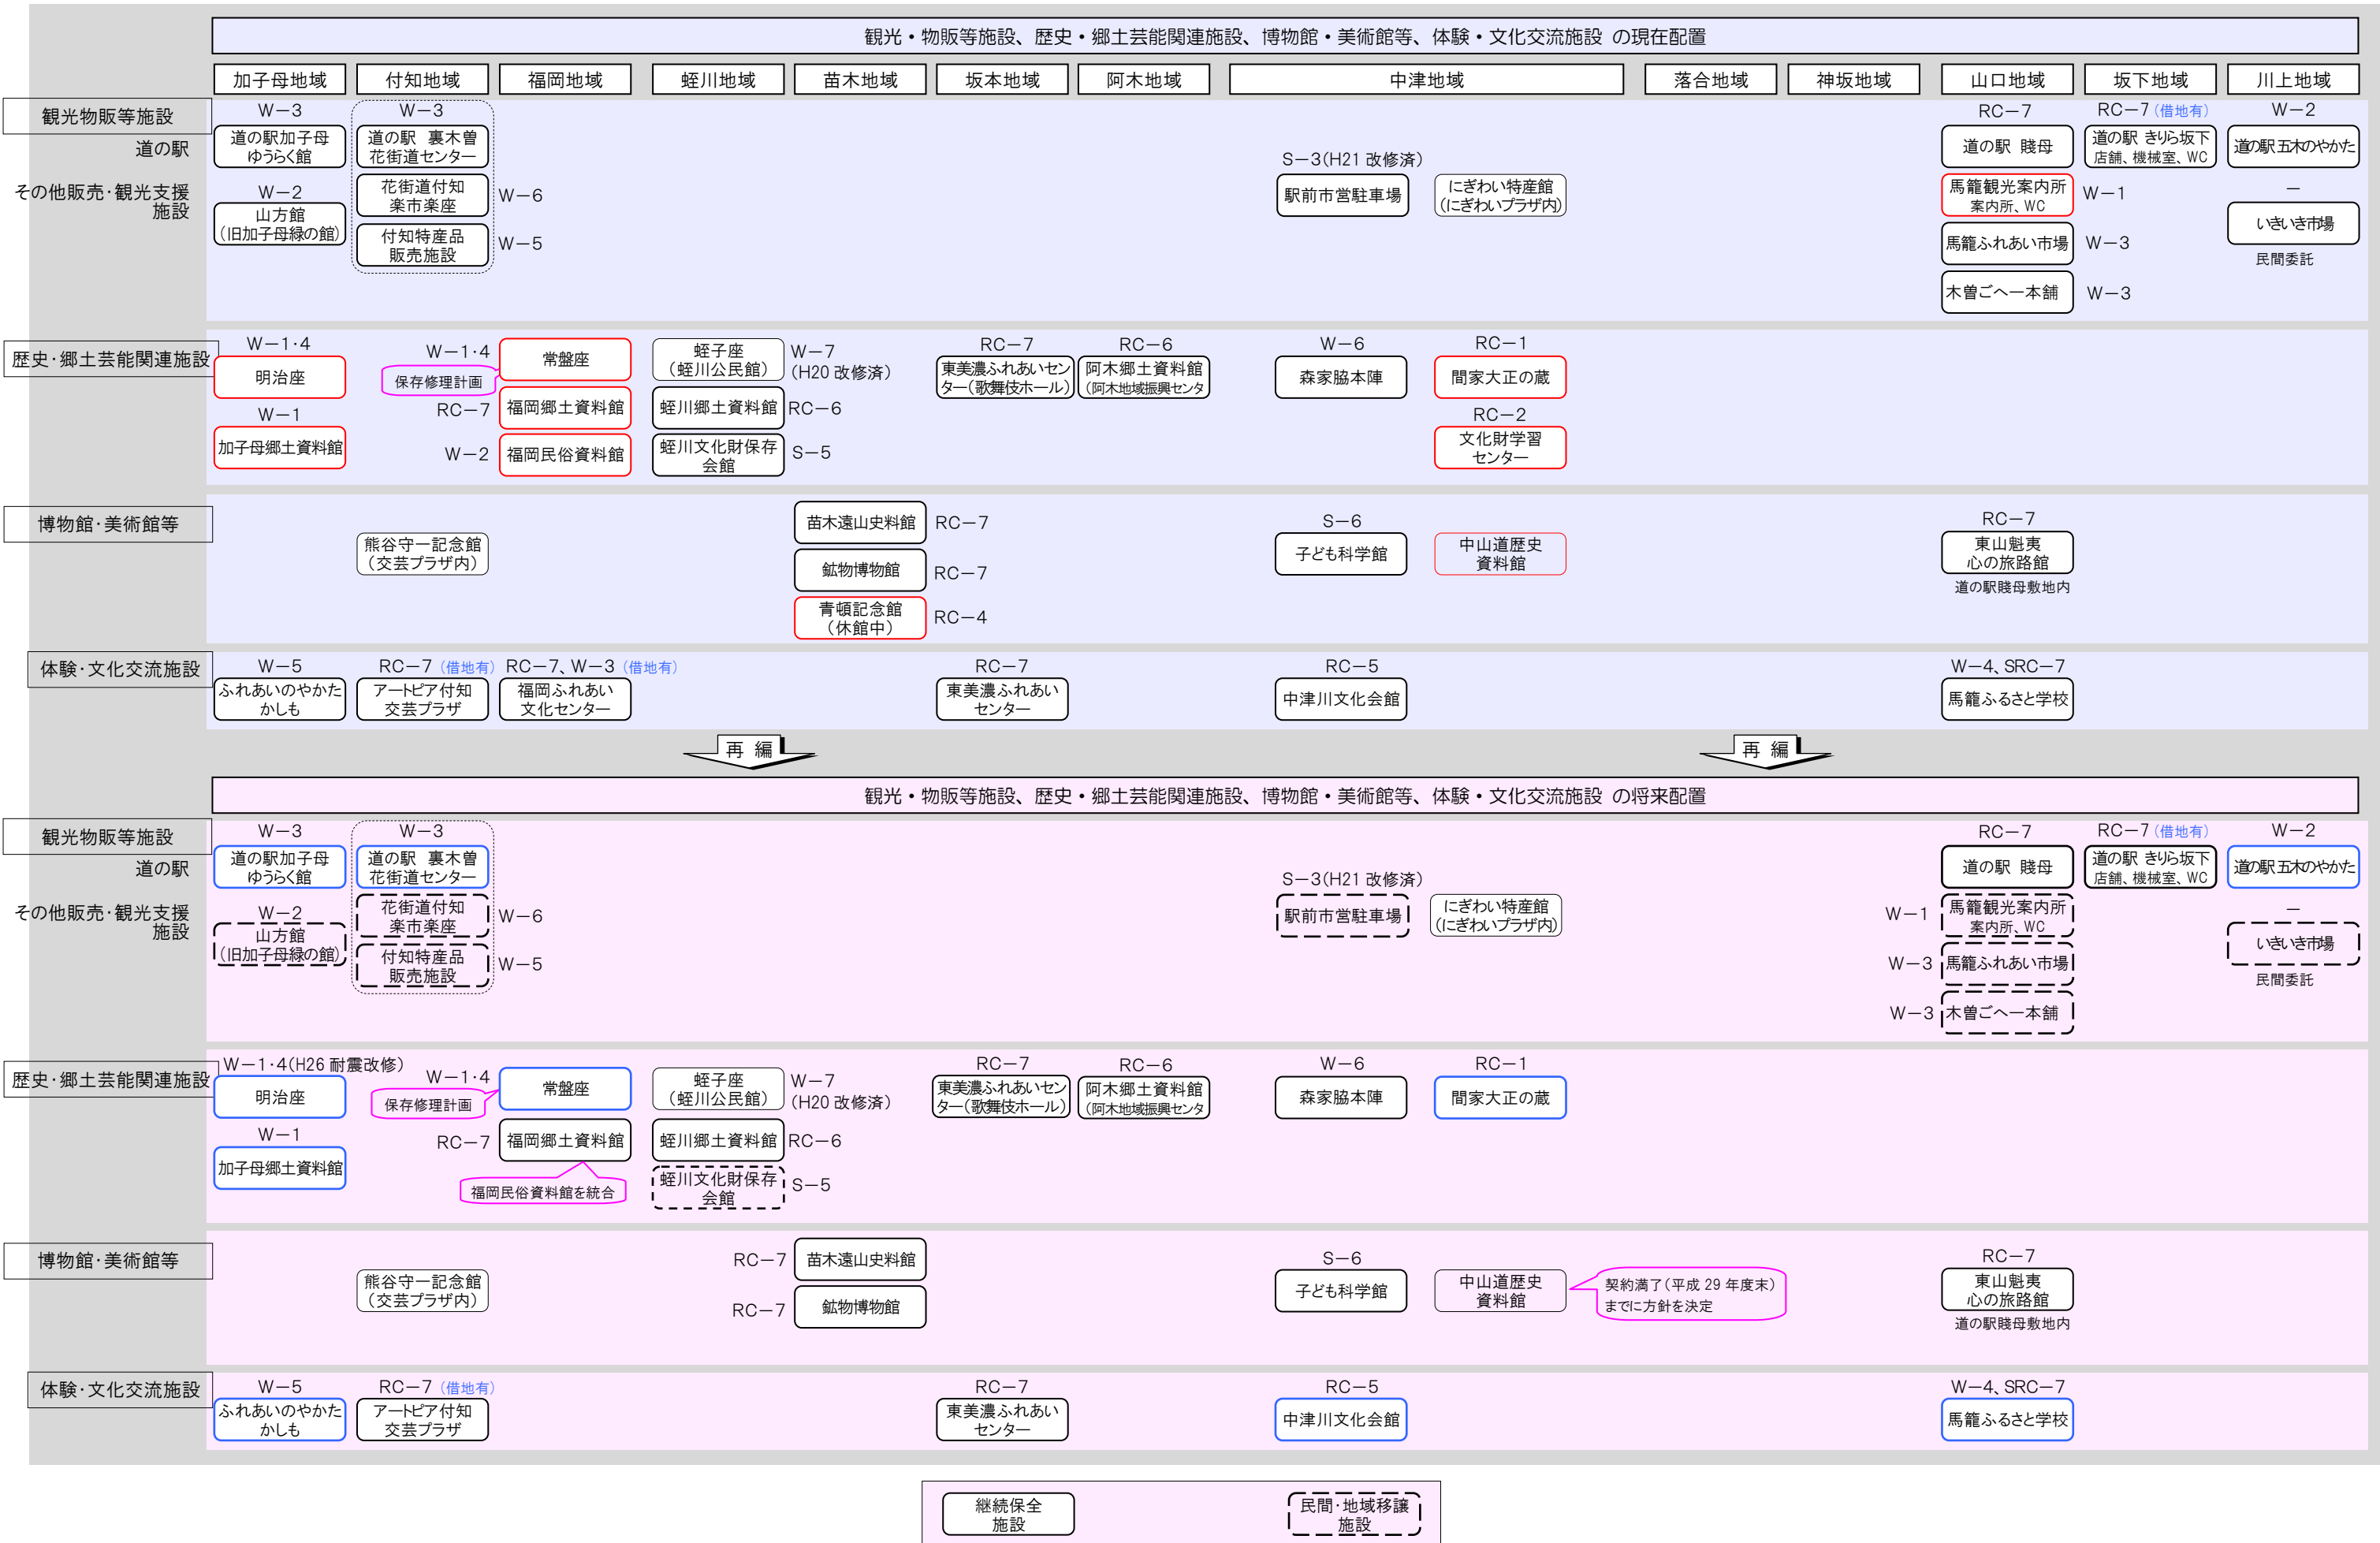 観光・物販等施設、歴史・郷土芸能関連施設、博物館・美術館等、体験・文化交流施設 の現在配置
加子母地域 付知地域 福岡地域 蛭川地域 苗木地域 坂本地域 阿木地域 中津地域 落合地域 神坂地域 山口地域 坂下地域 川上地域
観光物販等施設
道の駅
その他販売・観光支援
施設
W－3
道の駅加子母
ゆうらく館
W－2
山方館
(旧加子母緑の館)
W－3
道の駅 裏木曽
花街道センター
花街道付知
楽市楽座
W－6
付知特産品
販売施設
W－5
S－3(H21 改修済)
駅前市営駐車場
にぎわい特産館
(にぎわいプラザ内)
RC－7
道の駅 賤母
馬籠観光案内所
案内所、WC
W－1
馬籠ふれあい市場
W－3
木曽ごへー本舗
W－3
RC－7(借地有)
道の駅 きりら坂下
店舗、機械室、WC
W－2
道の駅五木のやかた
－
いきいき市場
民間委託
歴史・郷土芸能関連施設
W－1・4
明治座
W－1
加子母郷土資料館
W－1・4
保存修理計画
常盤座
RC－7
福岡郷土資料館
W－2
福岡民俗資料館
蛭子座
(蛭川公民館)
W－7
(H20 改修済)
蛭川郷土資料館
RC－6
蛭川文化財保存
会館
S－5
RC－7
東美濃ふれあいセン
ター(歌舞伎ホール)
RC－6
阿木郷土資料館
(阿木地域振興センタ
W－6
森家脇本陣
RC－1
間家大正の蔵
RC－2
文化財学習
センター
博物館・美術館等
熊谷守一記念館
(交芸プラザ内)
苗木遠山史料館
RC－7
鉱物博物館
RC－7
青頓記念館
(休館中)
RC－4
S－6
子ども科学館
中山道歴史
資料館
RC－7
東山魁夷
心の旅路館
道の駅賤母敷地内
体験・文化交流施設
W－5
ふれあいのやかた
かしも
RC－7(借地有)
アートピア付知
交芸プラザ
RC－7、W－3(借地有)
福岡ふれあい
文化センター
RC－7
東美濃ふれあい
センター
RC－5
中津川文化会館
W－4、SRC－7
馬籠ふるさと学校
再 編
再 編
観光・物販等施設、歴史・郷土芸能関連施設、博物館・美術館等、体験・文化交流施設 の将来配置
観光物販等施設
道の駅
その他販売・観光支援
施設
W－3
道の駅加子母
ゆうらく館
W－2
山方館
(旧加子母緑の館)
W－3
道の駅 裏木曽
花街道センター
花街道付知
楽市楽座
W－6
付知特産品
販売施設
W－5
S－3(H21 改修済)
駅前市営駐車場
にぎわい特産館
(にぎわいプラザ内)
RC－7
道の駅 賤母
W－1
馬籠観光案内所
案内所、WC
W－3
馬籠ふれあい市場
W－3
木曽ごへー本舗
RC－7(借地有)
道の駅 きりら坂下
店舗、機械室、WC
W－2
道の駅五木のやかた
－
いきいき市場
民間委託
歴史・郷土芸能関連施設
W－1・4(H26 耐震改修)
明治座
W－1
加子母郷土資料館
W－1・4
保存修理計画
常盤座
RC－7
福岡郷土資料館
福岡民俗資料館を統合
蛭子座
(蛭川公民館)
W－7
(H20 改修済)
蛭川郷土資料館
RC－6
蛭川文化財保存
会館
S－5
RC－7
東美濃ふれあいセン
ター(歌舞伎ホール)
RC－6
阿木郷土資料館
(阿木地域振興センタ
W－6
森家脇本陣
RC－1
間家大正の蔵
博物館・美術館等
熊谷守一記念館
(交芸プラザ内)
RC－7
苗木遠山史料館
RC－7
鉱物博物館
S－6
子ども科学館
中山道歴史
資料館
契約満了(平成 29 年度末)
までに方針を決定
RC－7
東山魁夷
心の旅路館
道の駅賤母敷地内
体験・文化交流施設
W－5
ふれあいのやかた
かしも
RC－7(借地有)
アートピア付知
交芸プラザ
RC－7
東美濃ふれあい
センター
RC－5
中津川文化会館
W－4、SRC－7
馬籠ふるさと学校
継続保全
施設
民間・地域移譲
施設